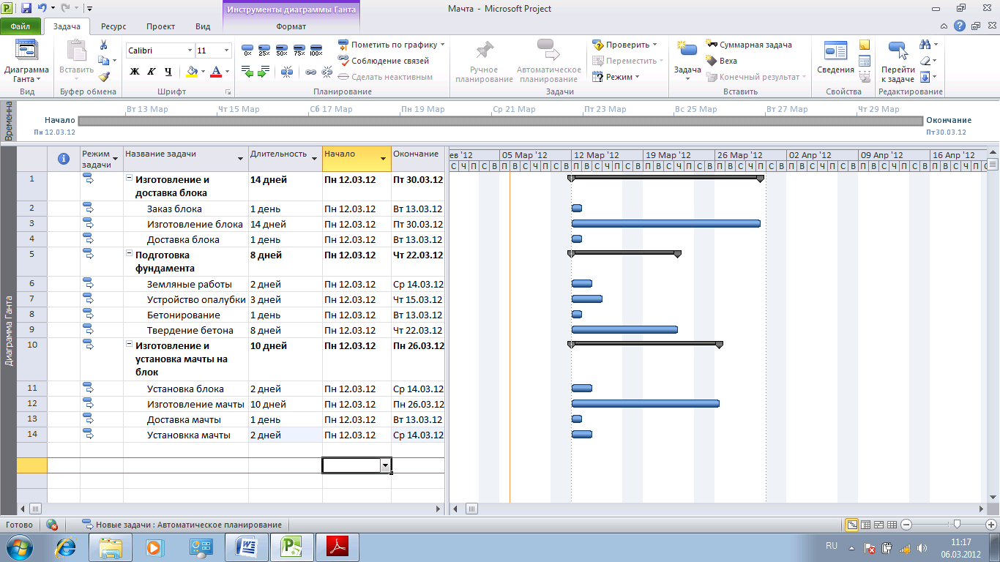 Инструменты диаграммы Ганта
Мачта - Microsoft Project
Файл Задача Ресурс Проект Вид Формат
Диаграмма Ганта
Вид
Вставить
Буфер обмена
Calibri 11
Ж К Ч
Шрифт
0% 25% 50% 75% 100%
Пометить по графику
Соблюдение связей
Сделать неактивным
Планирование
Ручное планирование
Автоматическое планирование
Проверить
Переместить
Режим
Задачи
Задача
Суммарная задача
Веха
Конечный результат
Вставить
Сведения
Свойства
Перейти к задаче
Редактирование
Временна
Вт 13 Мар Чт 15 Мар Сб 17 Мар Пн 19 Мар Ср 21 Мар Пт 23 Мар Вс 25 Мар Вт 27 Мар Чт 29 Мар
Начало
Пн 12.03.12
Окончание
Пт30.03.12
Диаграмма Ганта
Режим задачи Название задачи Длительность Начало Окончание
ев '12 05 Мар '12 12 Мар '12 19 Мар '12 26 Мар '12 02 Апр '12 09 Апр '12 16 Апр '12
С Ч П С В П В С Ч П С В П В С Ч П С В П В С Ч П С В П В С Ч П С В П В С Ч П С В П В С Ч П С В П В С Ч П С
1 Изготовление и доставка блока 14 дней Пн 12.03.12 Пт 30.03.12
2 Заказ блока 1 день Пн 12.03.12 Вт 13.03.12
3 Изготовление блока 14 дней Пн 12.03.12 Пт 30.03.12
4 Доставка блока 1 день Пн 12.03.12 Вт 13.03.12
5 Подготовка фундамента 8 дней Пн 12.03.12 Чт 22.03.12
6 Земляные работы 2 дней Пн 12.03.12 Ср 14.03.12
7 Устройство опалубки 3 дней Пн 12.03.12 Чт 15.03.12
8 Бетонирование 1 день Пн 12.03.12 Вт 13.03.12
9 Твердение бетона 8 дней Пн 12.03.12 Чт 22.03.12
10 Изготовление и установка мачты на блок 10 дней Пн 12.03.12 Пн 26.03.12
11 Установка блока 2 дней Пн 12.03.12 Ср 14.03.12
12 Изготовление мачты 10 дней Пн 12.03.12 Пн 26.03.12
13 Доставка мачты 1 день Пн 12.03.12 Вт 13.03.12
14 Установкка мачты 2 дней Пн 12.03.12 Ср 14.03.12
Готово
Новые задачи : Автоматическое планирование
RU
11:17
06.03.2012